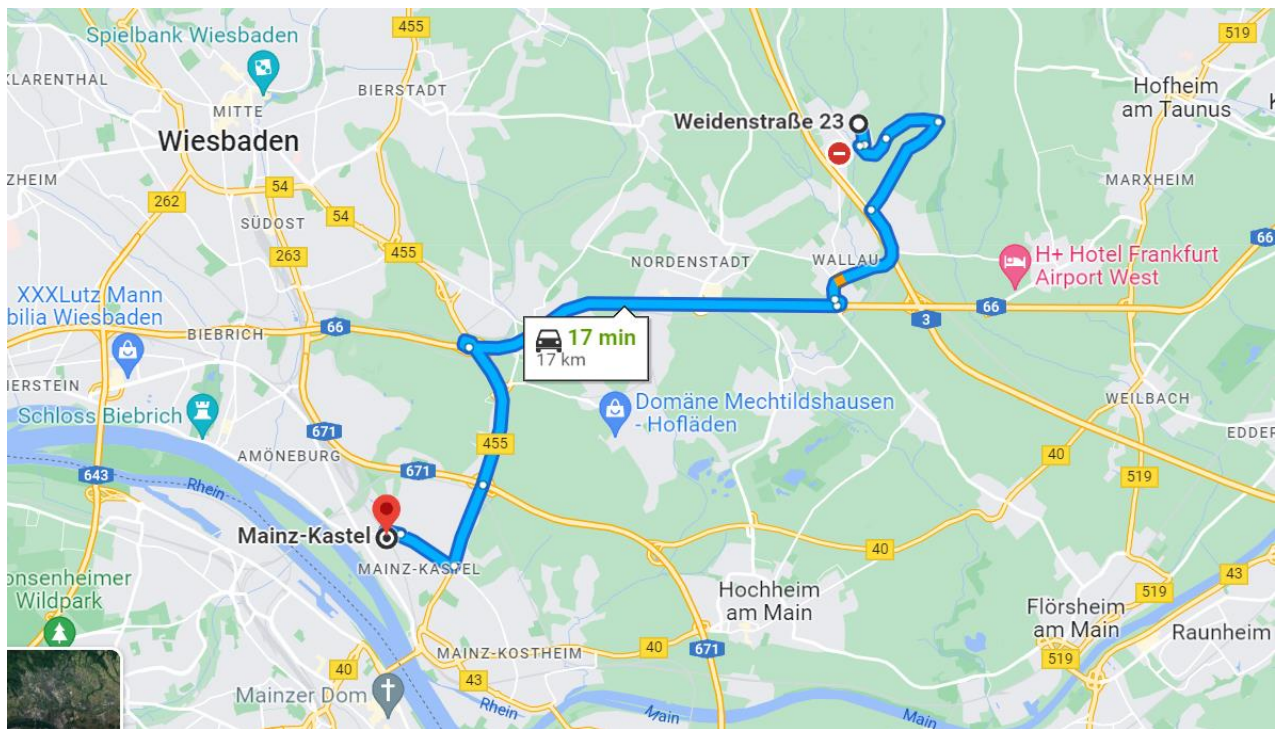 455
519
Spielbank Wiesbaden
KLARENTHAL
BIERSTADT
Hofheim
am Taunus
MITTE
Weidenstraße 23
Wiesbaden
ZHEIM
54
MARXHEIM
262
54
SÜDOST
455
263
66
NORDENSTADT
WALLAU
H+ Hotel Frankfurt
Airport West
XXXLutz Mann
bilia Wiesbaden
BIEBRICH
66
66
3
17 min
17 km
IERSTEIN
Schloss Biebrich
Domäne Mechtildshausen
- Hofläden
WEILBACH
EDDER
671
455
AMÖNEBURG
671
40
643
519
Rhein
Mainz-Kastel
40
MAINZ-KASTEL
onsenheimer
Wildpark
Hochheim
am Main
43
519
Flörsheim
am Main
Raunheim
40
671
MAINZ-KOSTHEIM
519
40
43
Mainzer Dom
Rhein
Main
Main